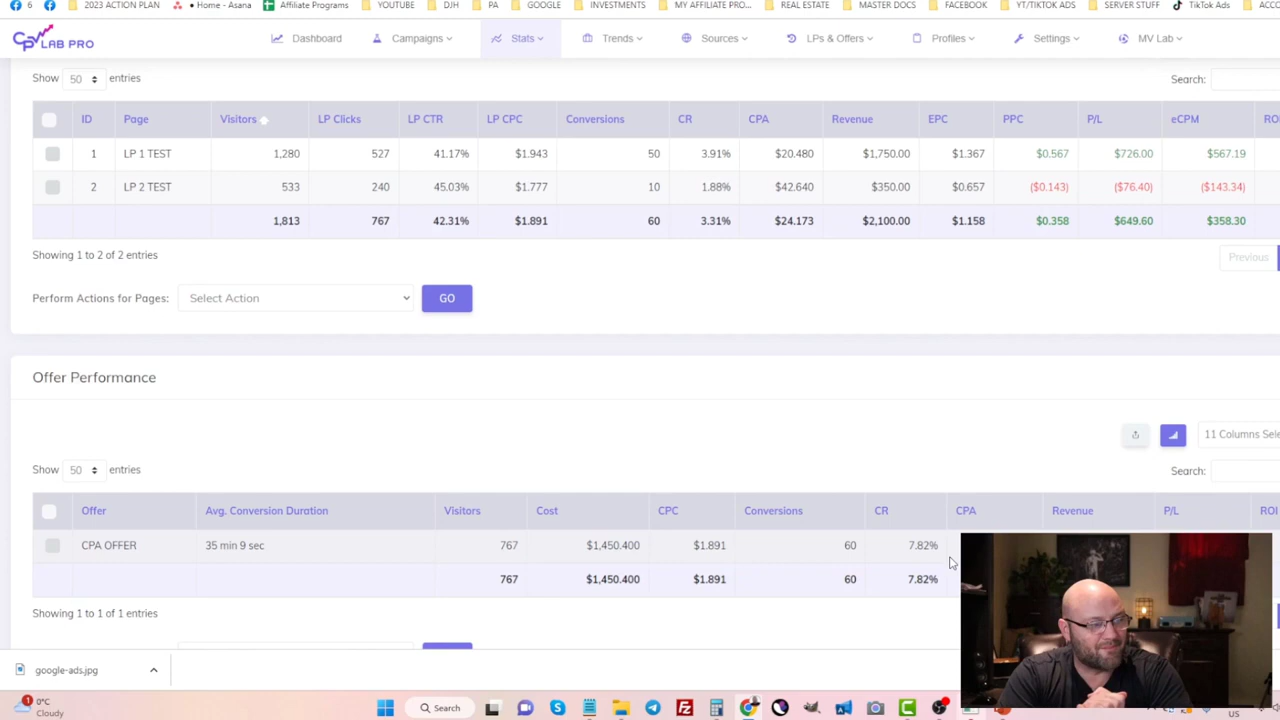 6 2023 ACTION PLAN • Home - Asana Affiliate Programs YOUTUBE DJH PA GOOGLE INVESTMENTS MY AFFILIATE PRO... REAL ESTATE MASTER DOCS FACEBOOK YT/TIKTOK ADS SERVER STUFF TikTok Ads
CPV LAB PRO Dashboard Campaigns Stats Trends Sources LPs & Offers Profiles Settings MV Lab
Show 50 entries Search:
ID Page Visitors LP Clicks LP CTR LP CPC Conversions CR CPA Revenue EPC PPC P/L eCPM
1 LP 1 TEST 1,280 527 41.17% $1.943 50 3.91% $20.480 $1,750.00 $1.367 $0.567 $726.00 $567.19
2 LP 2 TEST 533 240 45.03% $1.777 10 1.88% $42.640 $350.00 $0.657 ($0.143) ($76.40) ($143.34)
1,813 767 42.31% $1.891 60 3.31% $24.173 $2,100.00 $1.158 $0.358 $649.60 $358.30
Showing 1 to 2 of 2 entries
Previous
Perform Actions for Pages: Select Action GO
Offer Performance
11 Columns Sele
Show 50 entries Search:
Offer Avg. Conversion Duration Visitors Cost CPC Conversions CR CPA Revenue P/L ROI
CPA OFFER 35 min 9 sec 767 $1,450.400 $1.891 60 7.82%
767 $1,450.400 $1.891 60 7.82%
Showing 1 to 1 of 1 entries
google-ads.jpg
1 0°C
Cloudy
Search
US